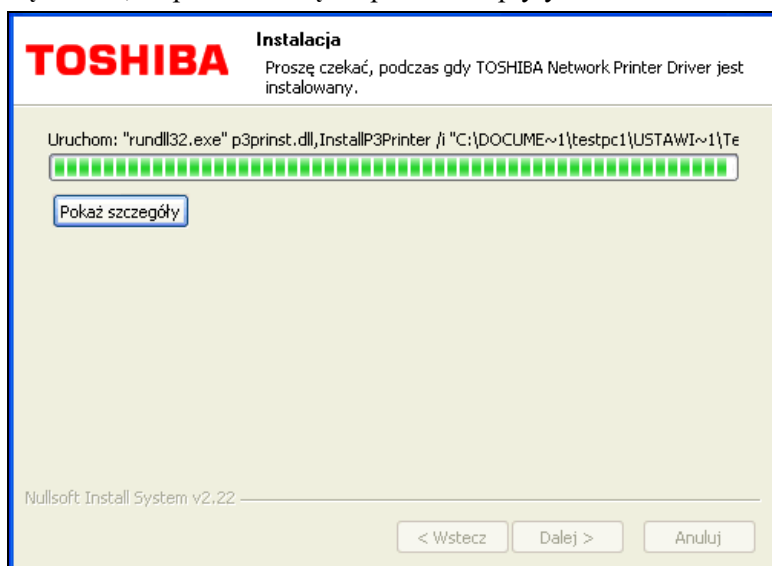 TOSHIBA
Instalacja
Proszę czekać, podczas gdy TOSHIBA Network Printer Driver jest
instalowany.
Uruchom: "rundll32.exe" p3prinst.dll,InstallP3Printer /i "C:\DOCUME~1\testpc1\USTAWI~1\Te
Pokaż szczegóły
Nullsoft Install System v2.22
< Wstecz
Dalej >
Anuluj